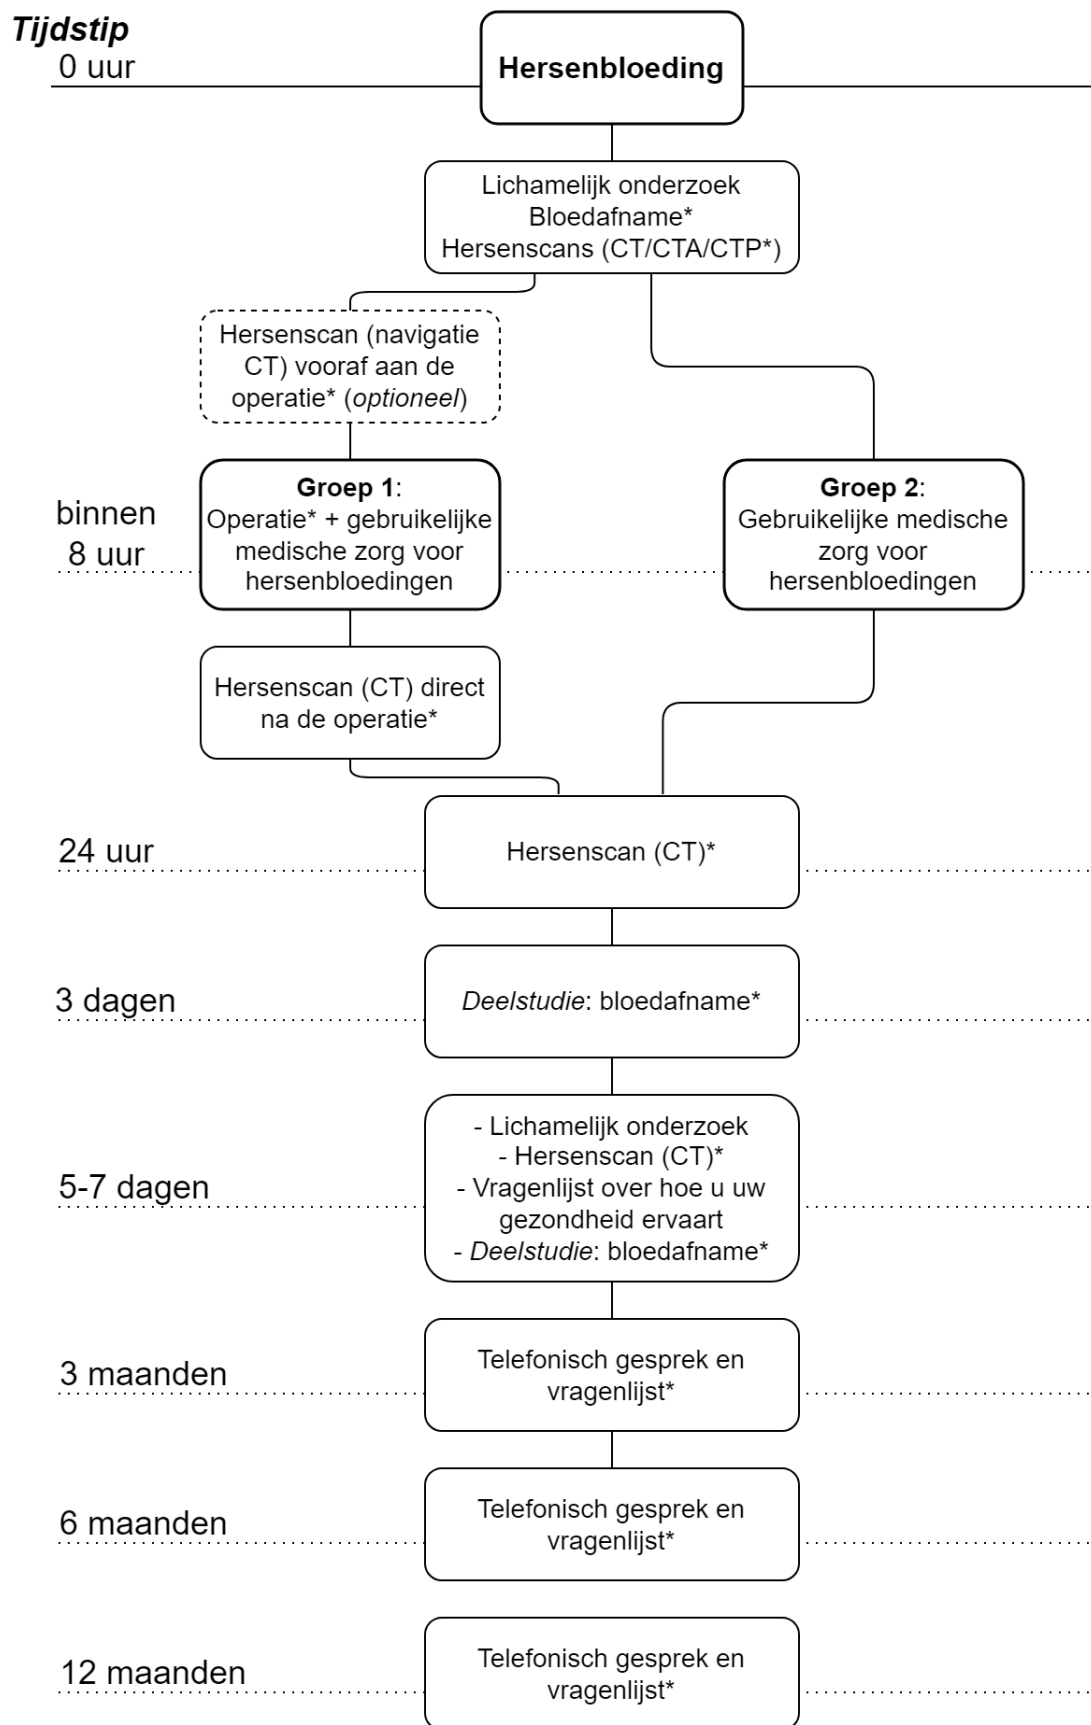 Tijdstip
0 uur
Hersenbloeding
Lichamelijk onderzoek
Bloedafname*
Hersenscans (CT/CTA/CTP*)
Hersenscan (navigatie
CT) vooraf aan de
operatie* (optioneel)
binnen
8 uur
Groep 1:
Operatie* + gebruikelijke
medische zorg voor
hersenbloedingen
Groep 2:
Gebruikelijke medische
zorg voor
hersenbloedingen
Hersenscan (CT) direct
na de operatie*
24 uur
Hersenscan (CT)*
3 dagen
Deelstudie: bloedafname*
5-7 dagen
- Lichamelijk onderzoek
- Hersenscan (CT)*
- Vragenlijst over hoe u uw
gezondheid ervaart
- Deelstudie: bloedafname*
3 maanden
Telefonisch gesprek en
vragenlijst*
6 maanden
Telefonisch gesprek en
vragenlijst*
12 maanden
Telefonisch gesprek en
vragenlijst*